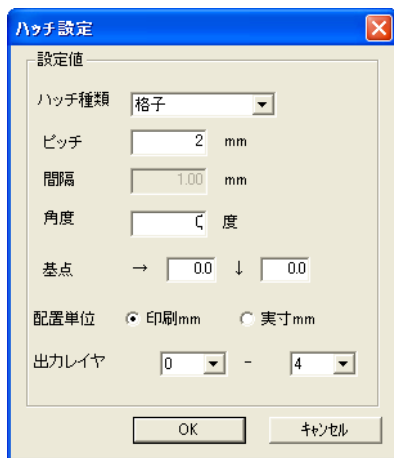 ハッチ設定
設定値
ハッチ種類 格子
ピッチ 2 mm
間隔 1.00 mm
角度 度
基点 → 0.0 ↓ 0.0
配置単位 印刷mm 実寸mm
出力レイヤ 0 - 4
OK キャンセル